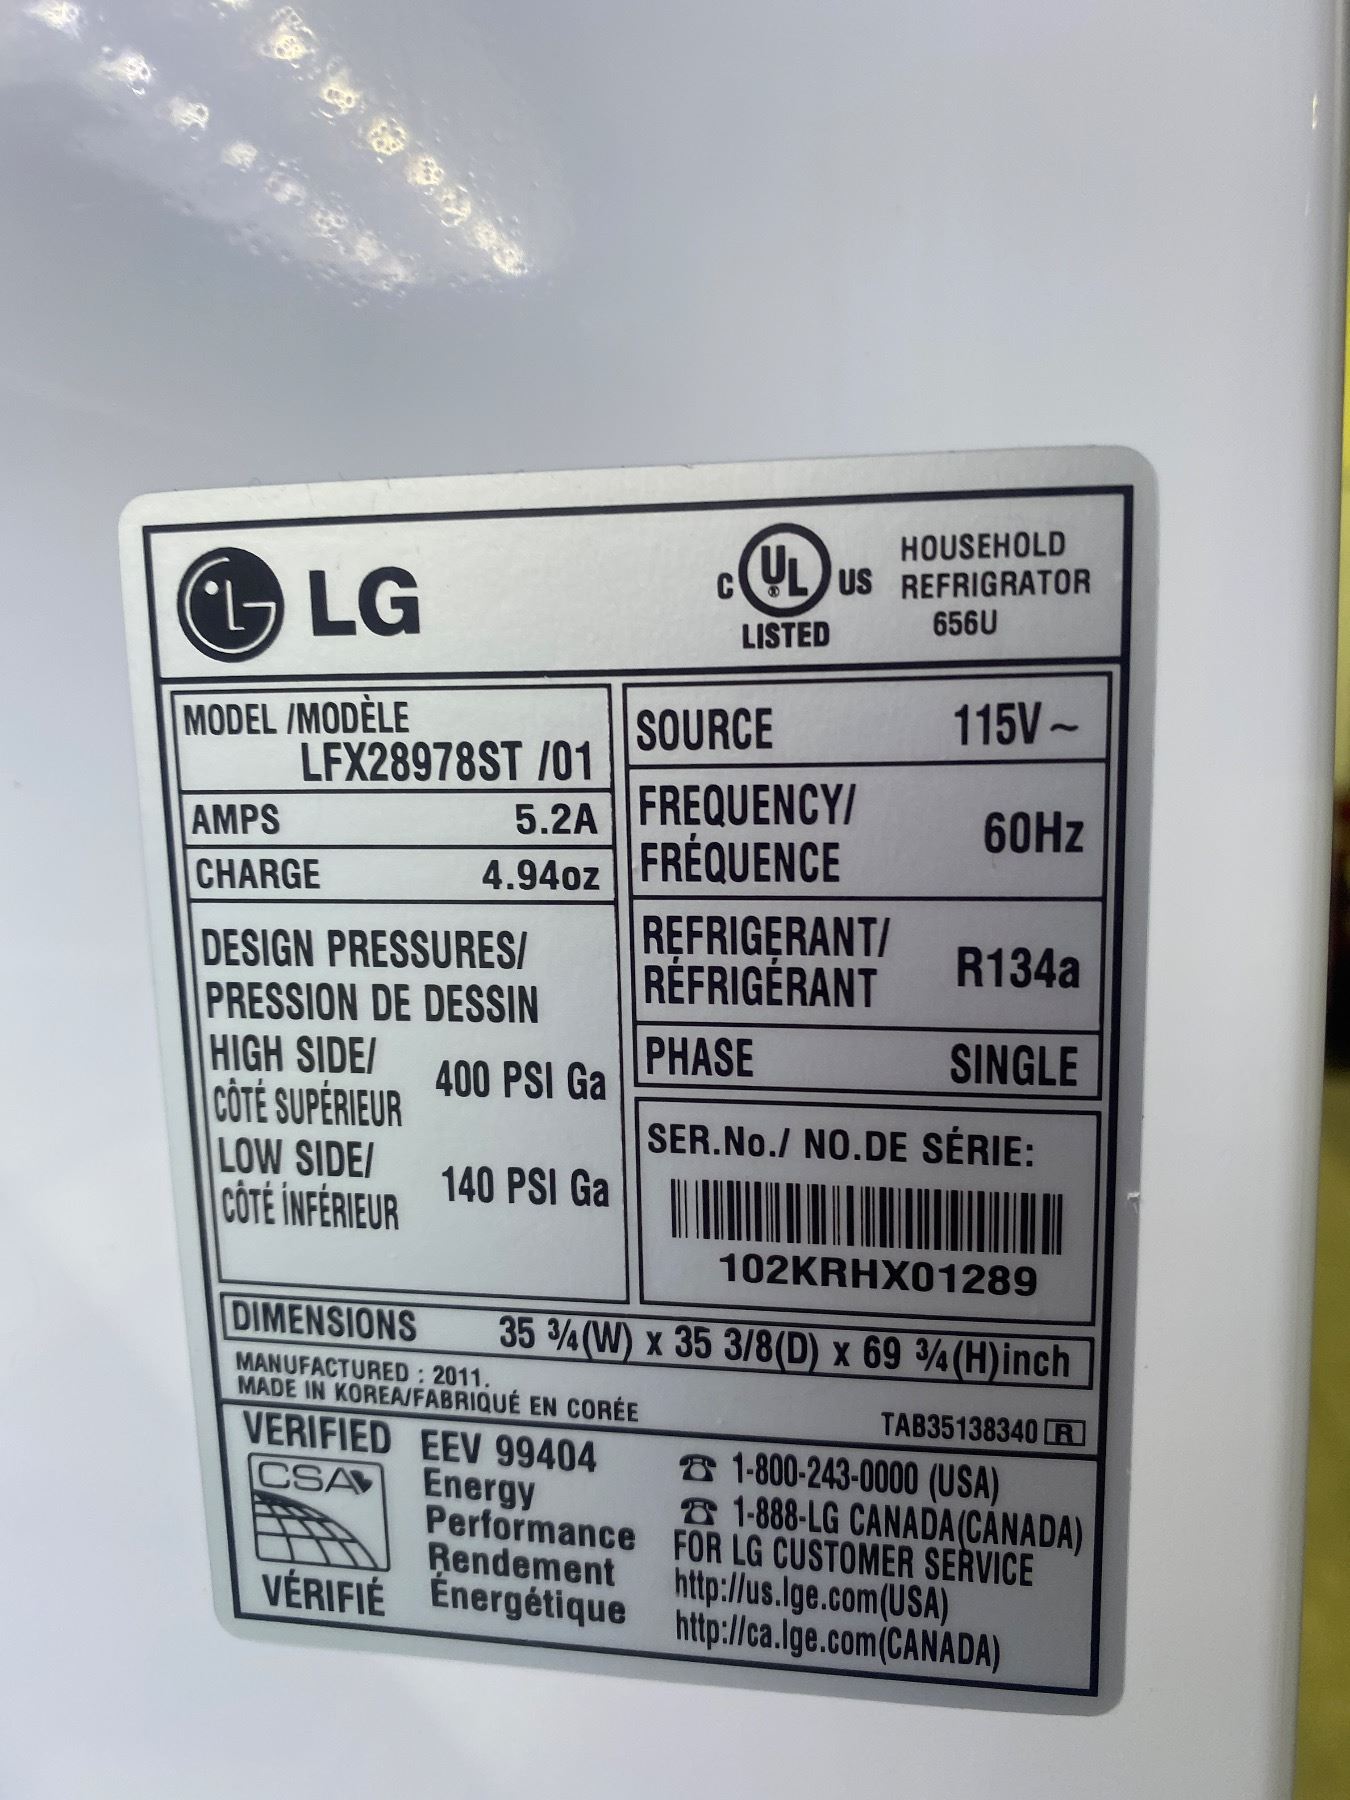 LG
C UL US
LISTED
HOUSEHOLD
REFRIGRATOR
656U
MODEL /MODÈLE
LFX28978ST /01
AMPS 5.2A
CHARGE 4.94oz
DESIGN PRESSURES/
PRESSION DE DESSIN
HIGH SIDE/
CÔTÉ SUPÉRIEUR
400 PSI Ga
LOW SIDE/
CÔTÉ ÍNFÉRIEUR
140 PSI Ga
SOURCE 115V~
FREQUENCY/
FRÉQUENCE
60Hz
REFRIGERANT/
RÉFRIGÉRANT
R134a
PHASE SINGLE
SER.No./ NO.DE SÉRIE:
102KRHX01289
DIMENSIONS 35 ¾(W) x 35 3/8(D) x 69 ¾(H)inch
MANUFACTURED : 2011.
MADE IN KOREA/FABRIQUÉ EN CORÉE
TAB35138340 R
VERIFIED
CSA
VÉRIFIÉ
EEV 99404
Energy
Performance
Rendement
Énergétique
☎ 1-800-243-0000 (USA)
☎ 1-888-LG CANADA(CANADA)
FOR LG CUSTOMER SERVICE
http://us.lge.com(USA)
http://ca.lge.com(CANADA)